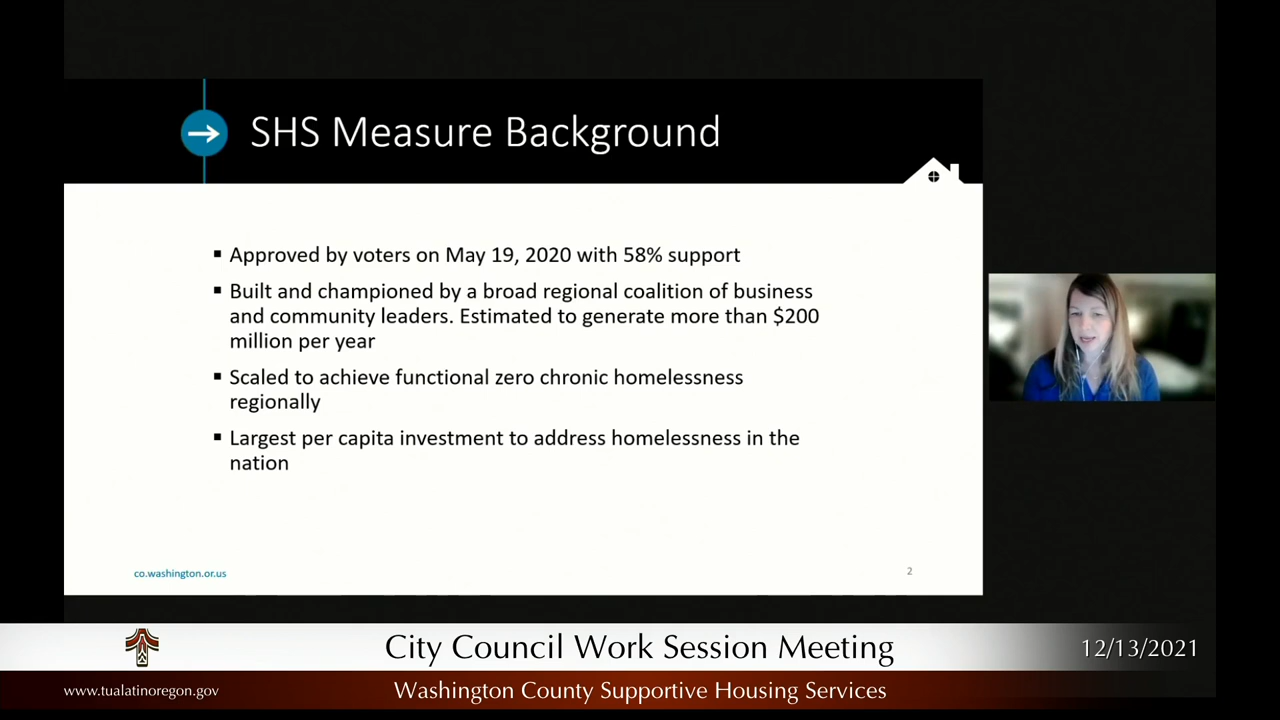 SHS Measure Background
▪ Approved by voters on May 19, 2020 with 58% support
▪ Built and championed by a broad regional coalition of business
and community leaders. Estimated to generate more than $200
million per year
▪ Scaled to achieve functional zero chronic homelessness
regionally
▪ Largest per capita investment to address homelessness in the
nation
co.washington.or.us
2
City Council Work Session Meeting
12/13/2021
www.tualatinoregon.gov
Washington County Supportive Housing Services